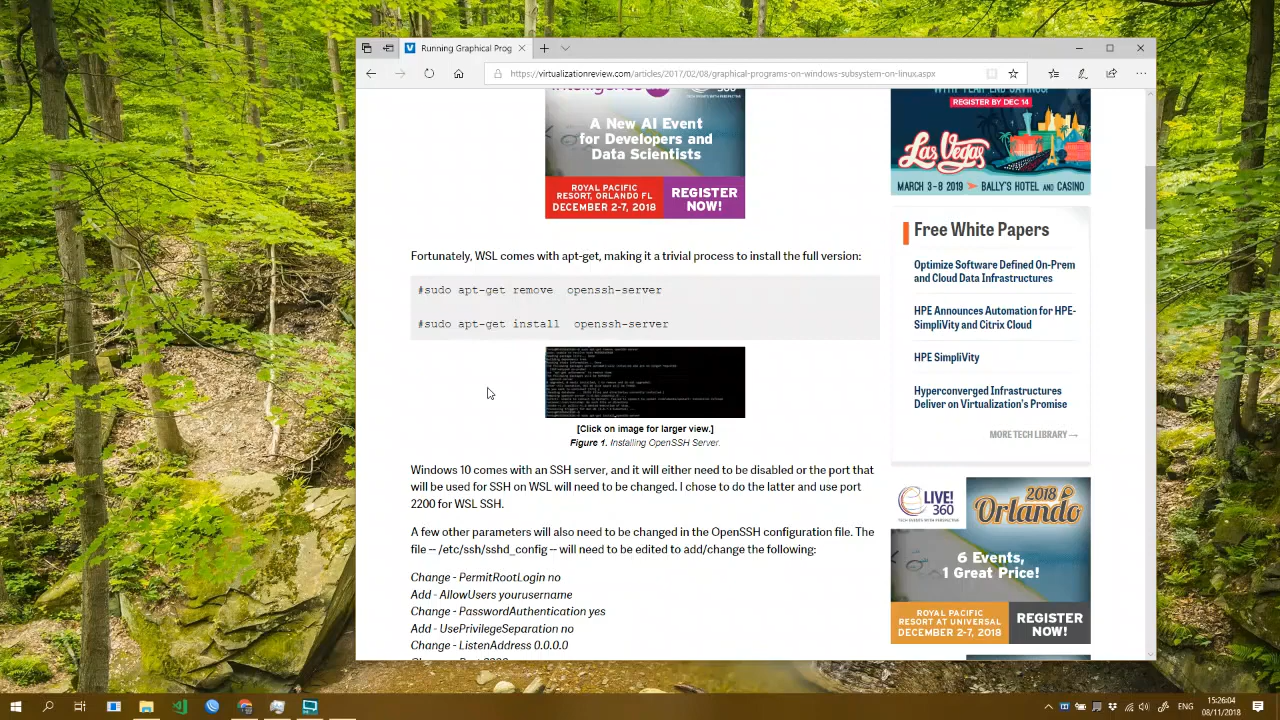 Running Graphical Prog
https://virtualizationreview.com/articles/2017/02/08/graphical-programs-on-windows-subsystem-on-linux.aspx
A New AI Event
for Developers and
Data Scientists
ROYAL PACIFIC
RESORT, ORLANDO FL
DECEMBER 2-7, 2018
REGISTER
NOW!
REGISTER BY DEC 14
Las Vegas
MARCH 3-8 2019 BALLY'S HOTEL AND CASINO
Fortunately, WSL comes with apt-get, making it a trivial process to install the full version:
#sudo apt-get remove openssh-server
#sudo apt-get install openssh-server
[Click on image for larger view.]
Figure 1. Installing OpenSSH Server.
Windows 10 comes with an SSH server, and it will either need to be disabled or the port that
will be used for SSH on WSL will need to be changed. I chose to do the latter and use port
2200 for WSL SSH.
A few other parameters will also need to be changed in the OpenSSH configuration file. The
file -- /etc/ssh/sshd_config -- will need to be edited to add/change the following:
Change - PermitRootLogin no
Add - AllowUsers yourusername
Change - PasswordAuthentication yes
Add - UsePrivilegeSeparation no
Change - ListenAddress 0.0.0.0
Free White Papers
Optimize Software Defined On-Prem
and Cloud Data Infrastructures
HPE Announces Automation for HPE-
SimpliVity and Citrix Cloud
HPE SimpliVity
Hyperconverged Infrastructures
Deliver on Virtualization's Promise
MORE TECH LIBRARY →
LIVE!
360
TECH EVENTS WITH PERSPECTIVE
2018
Orlando
6 Events,
1 Great Price!
ROYAL PACIFIC
RESORT AT UNIVERSAL
DECEMBER 2-7, 2018
REGISTER
NOW!
ENG
15:26:04
08/11/2018